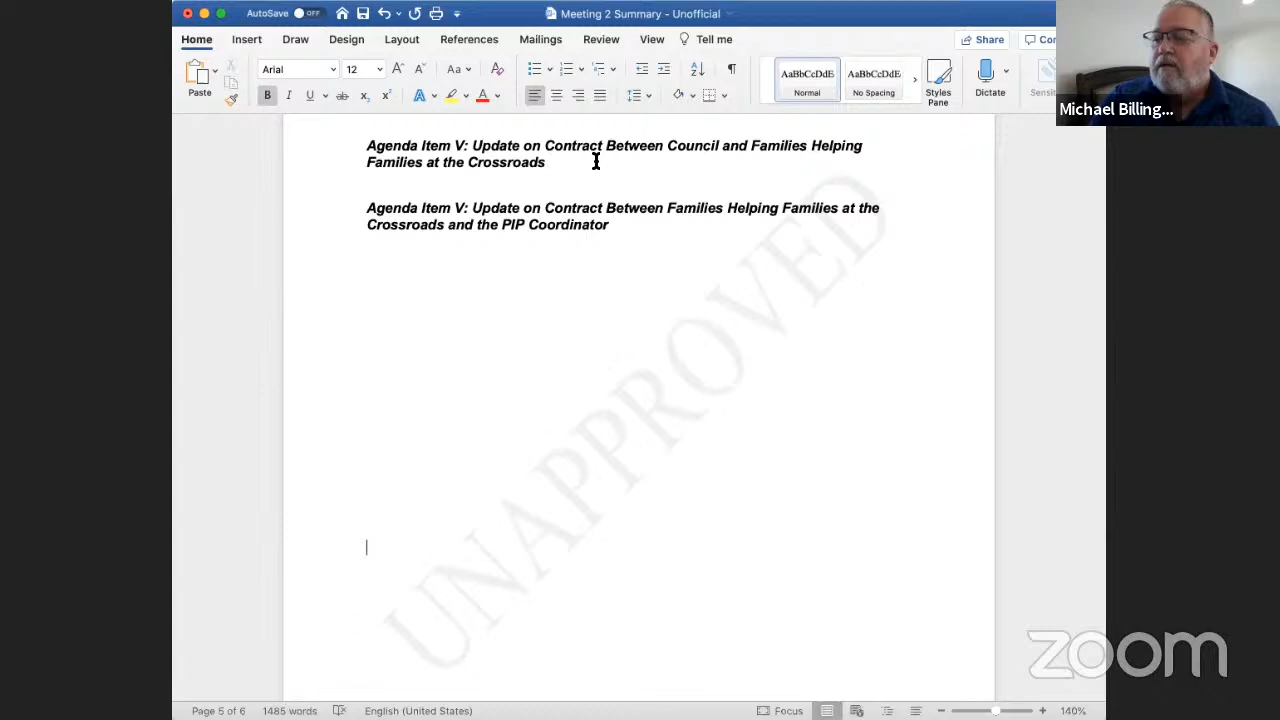 AutoSave OFF
Meeting 2 Summary - Unofficial
Home Insert Draw Design Layout References Mailings Review View Tell me
Share Con
Paste
Arial 12
Aa
AaBbCcDdE AaBbCcDdE
Normal No Spacing
Styles Pane
Dictate
Sensit
Michael Billing...
Agenda Item V: Update on Contract Between Council and Families Helping
Families at the Crossroads
Agenda Item V: Update on Contract Between Families Helping Families at the
Crossroads and the PIP Coordinator
UNAPPROVED
zoom
Page 5 of 6 1485 words English (United States) Focus 140%